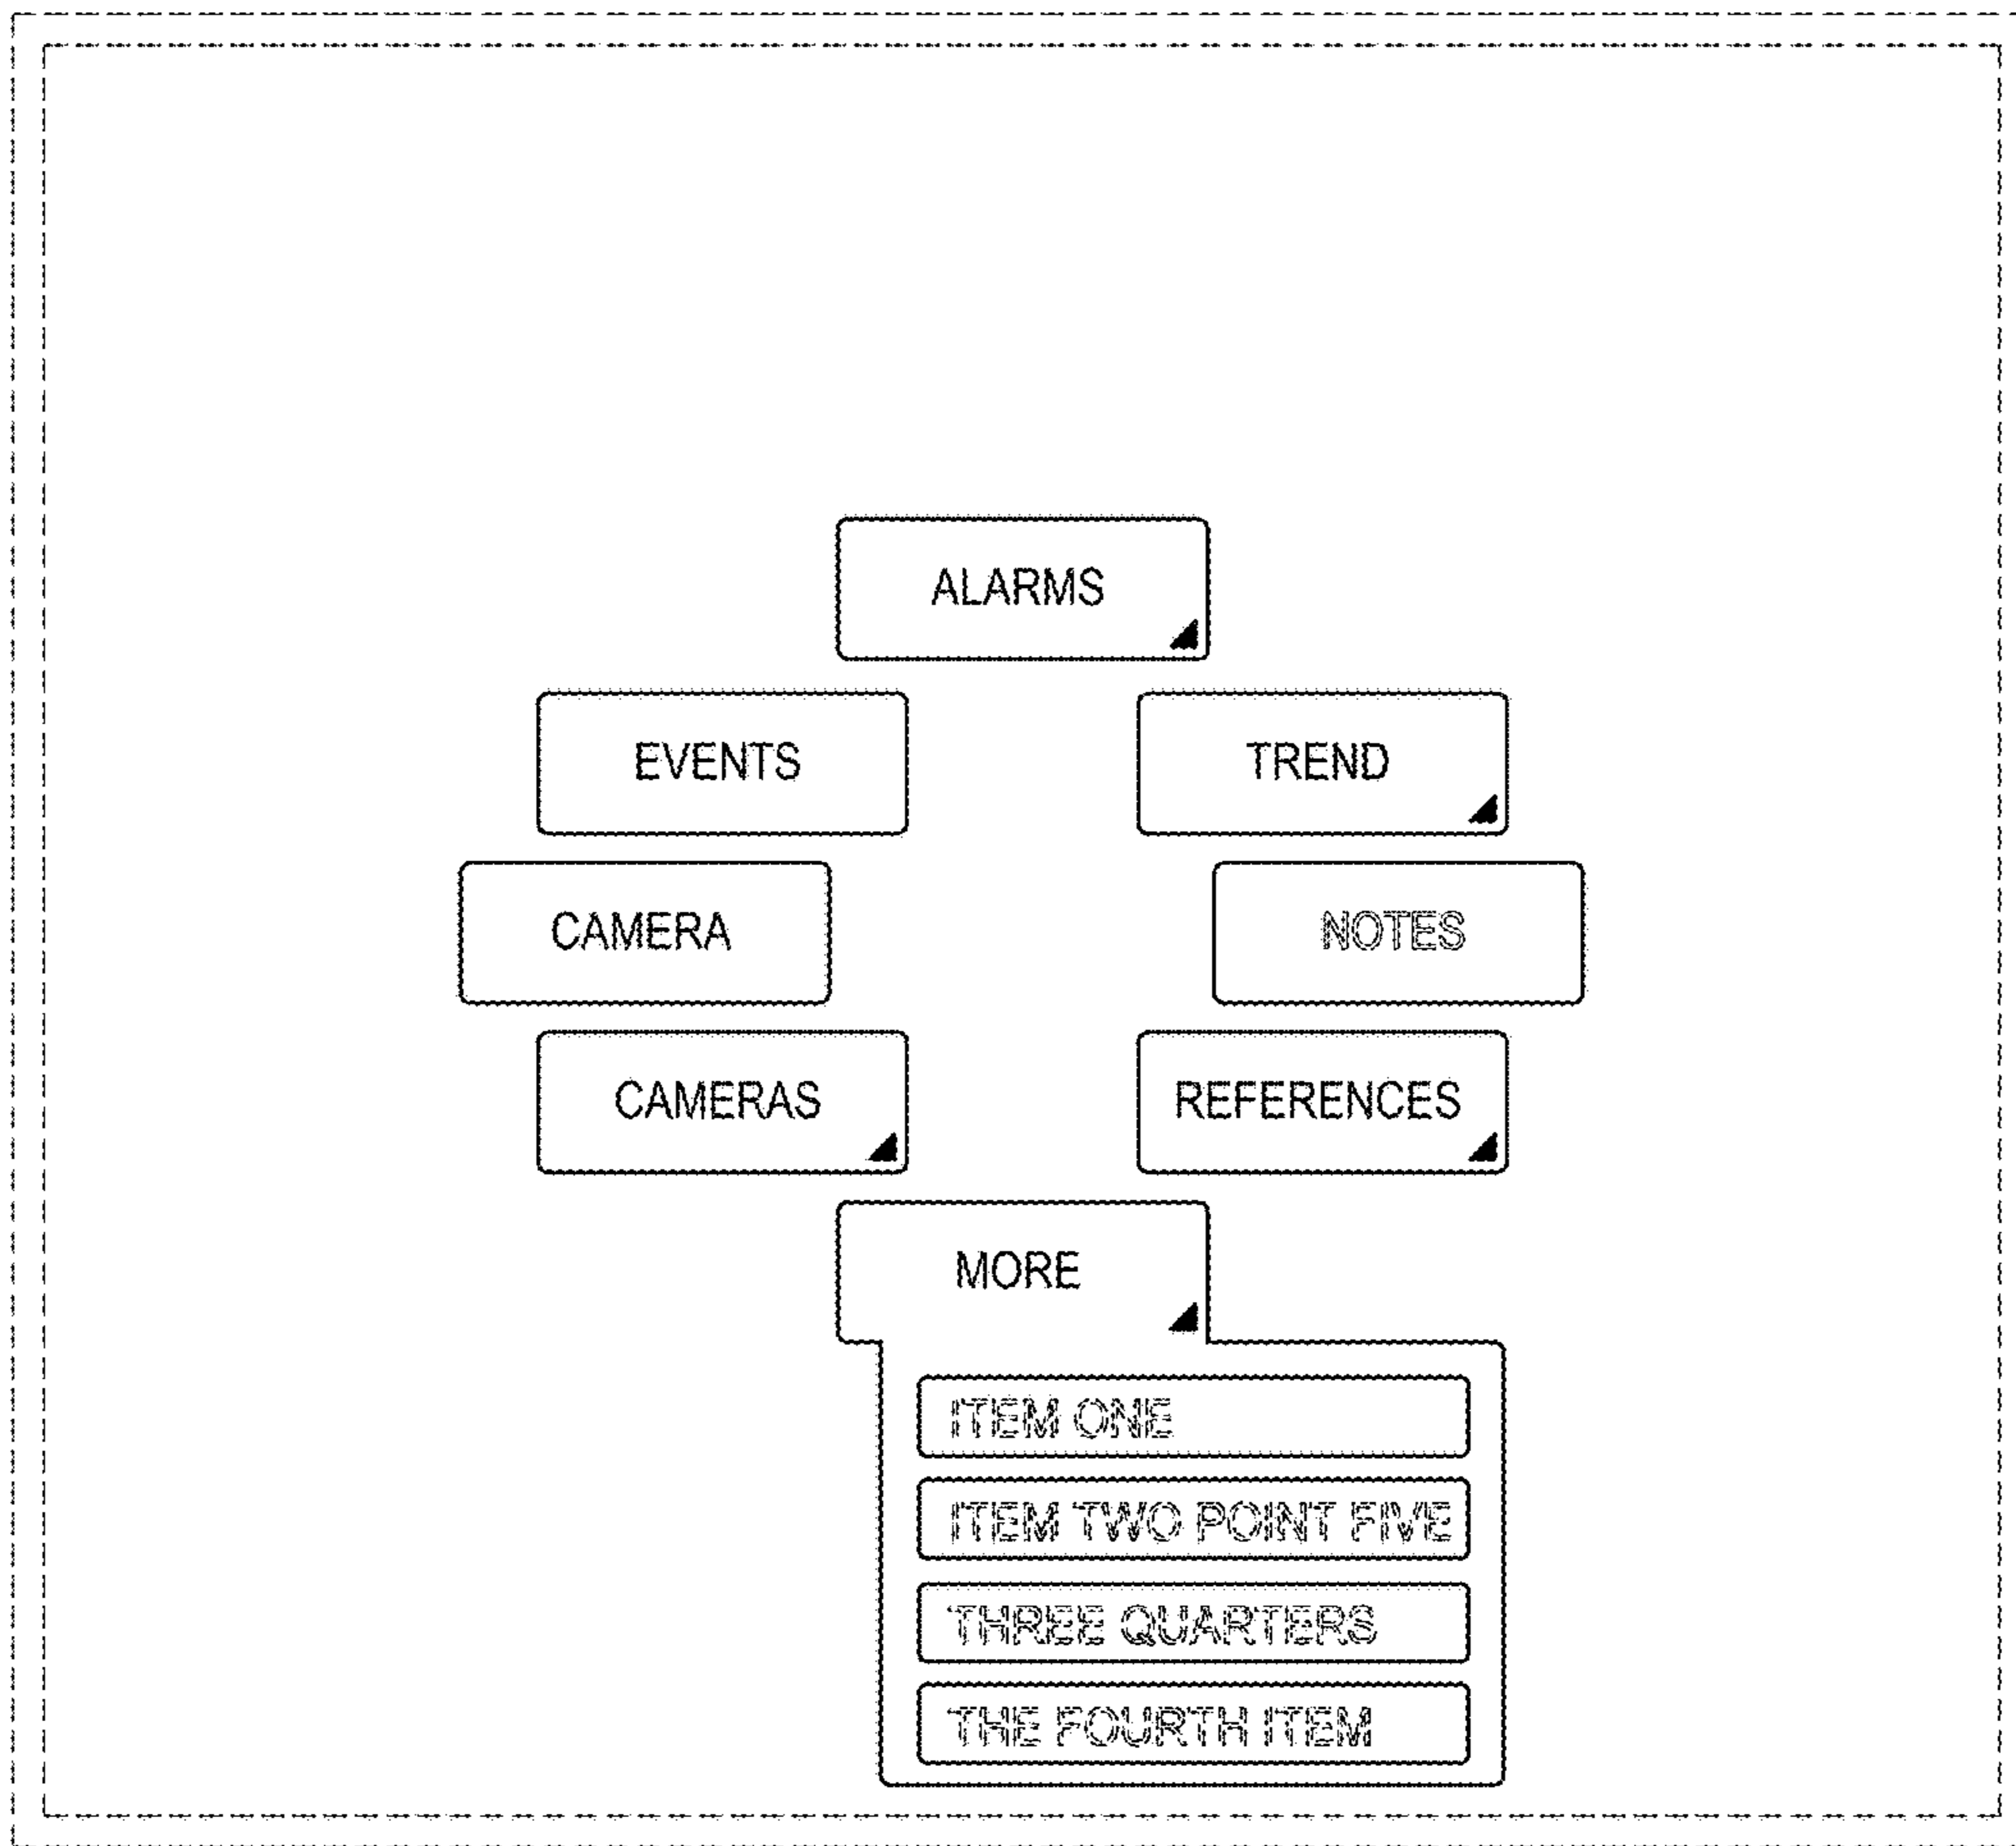 ALARMS
EVENTS
TREND
CAMERA
NOTES
CAMERAS
REFERENCES
MORE
ITEM ONE
ITEM TWO POINT FIVE
THREE QUARTERS
THE FOURTH ITEM